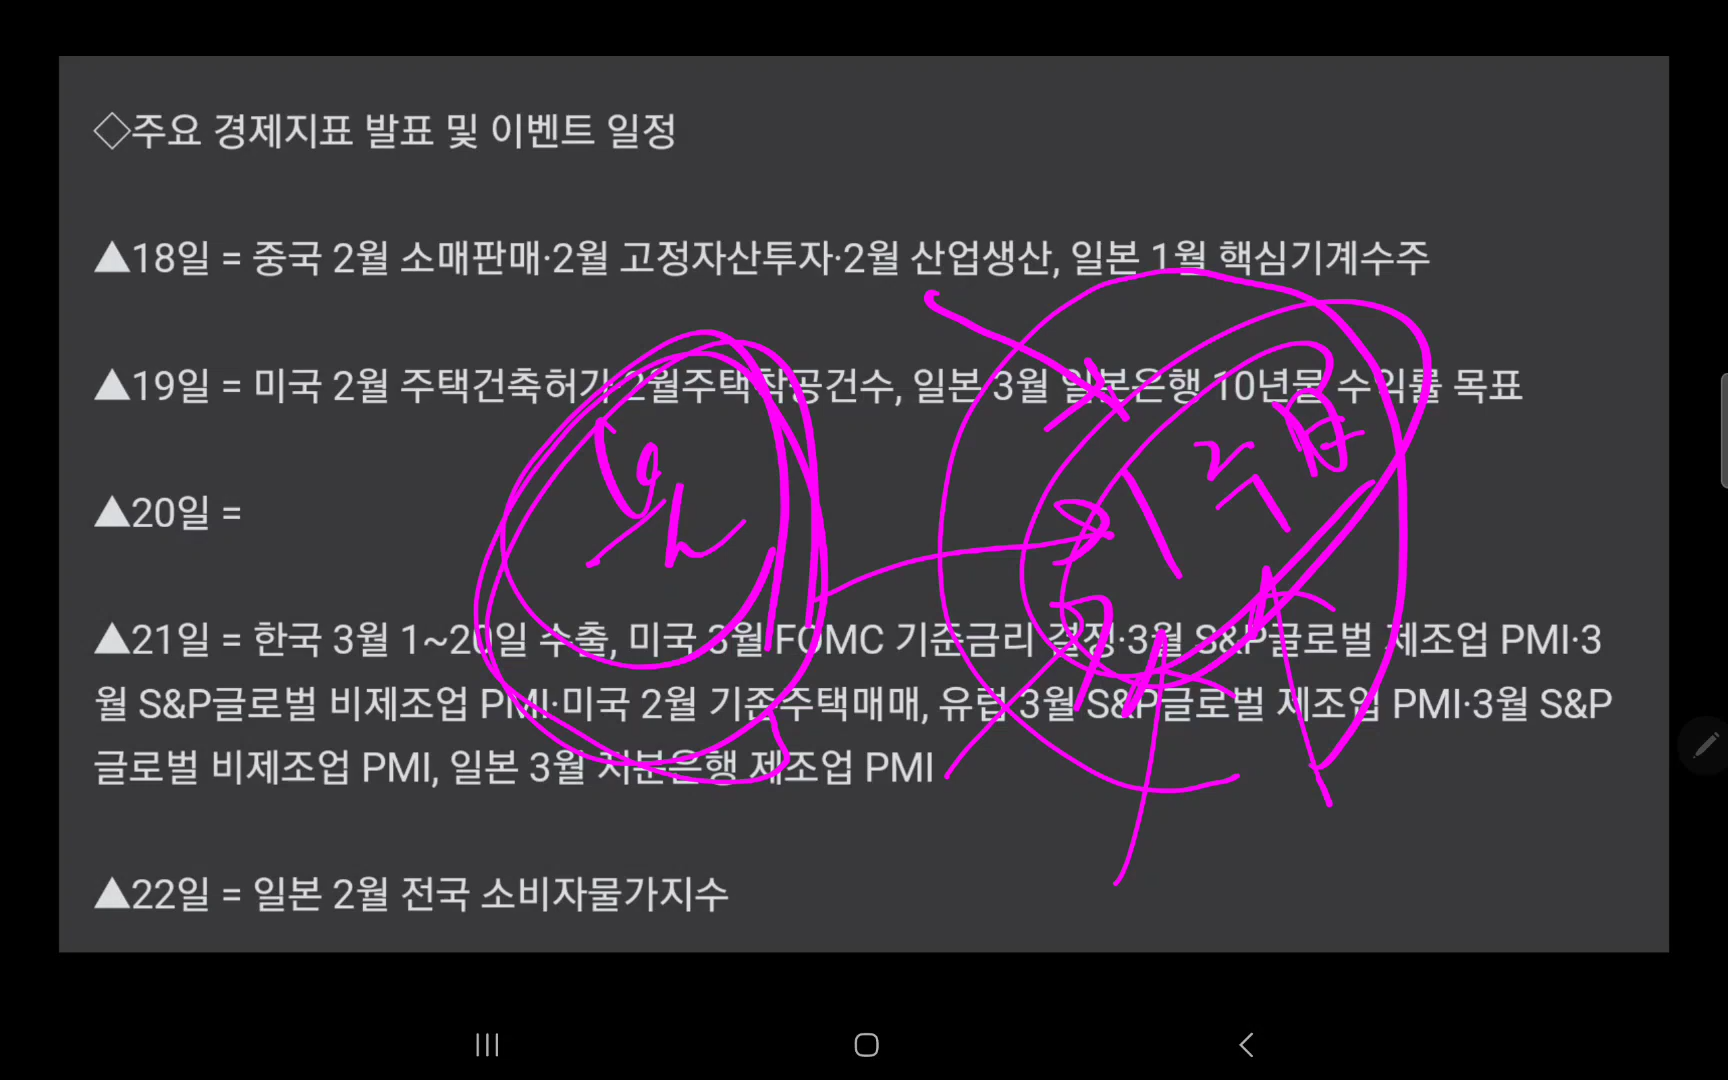 ◇주요 경제지표 발표 및 이벤트 일정
▲18일 = 중국 2월 소매판매·2월 고정자산투자·2월 산업생산, 일본 1월 핵심기계수주
▲19일 = 미국 2월 주택건축허가·2월주택착공건수, 일본 3월 일본은행 10년물 수익률 목표
▲20일 =
▲21일 = 한국 3월 1~20일 수출, 미국 3월 FOMC 기준금리 결정·3월 S&P글로벌 제조업 PMI·3
월 S&P글로벌 비제조업 PMI·미국 2월 기존주택매매, 유럽 3월 S&P글로벌 제조업 PMI·3월 S&P
글로벌 비제조업 PMI, 일본 3월 지분은행 제조업 PMI
▲22일 = 일본 2월 전국 소비자물가지수